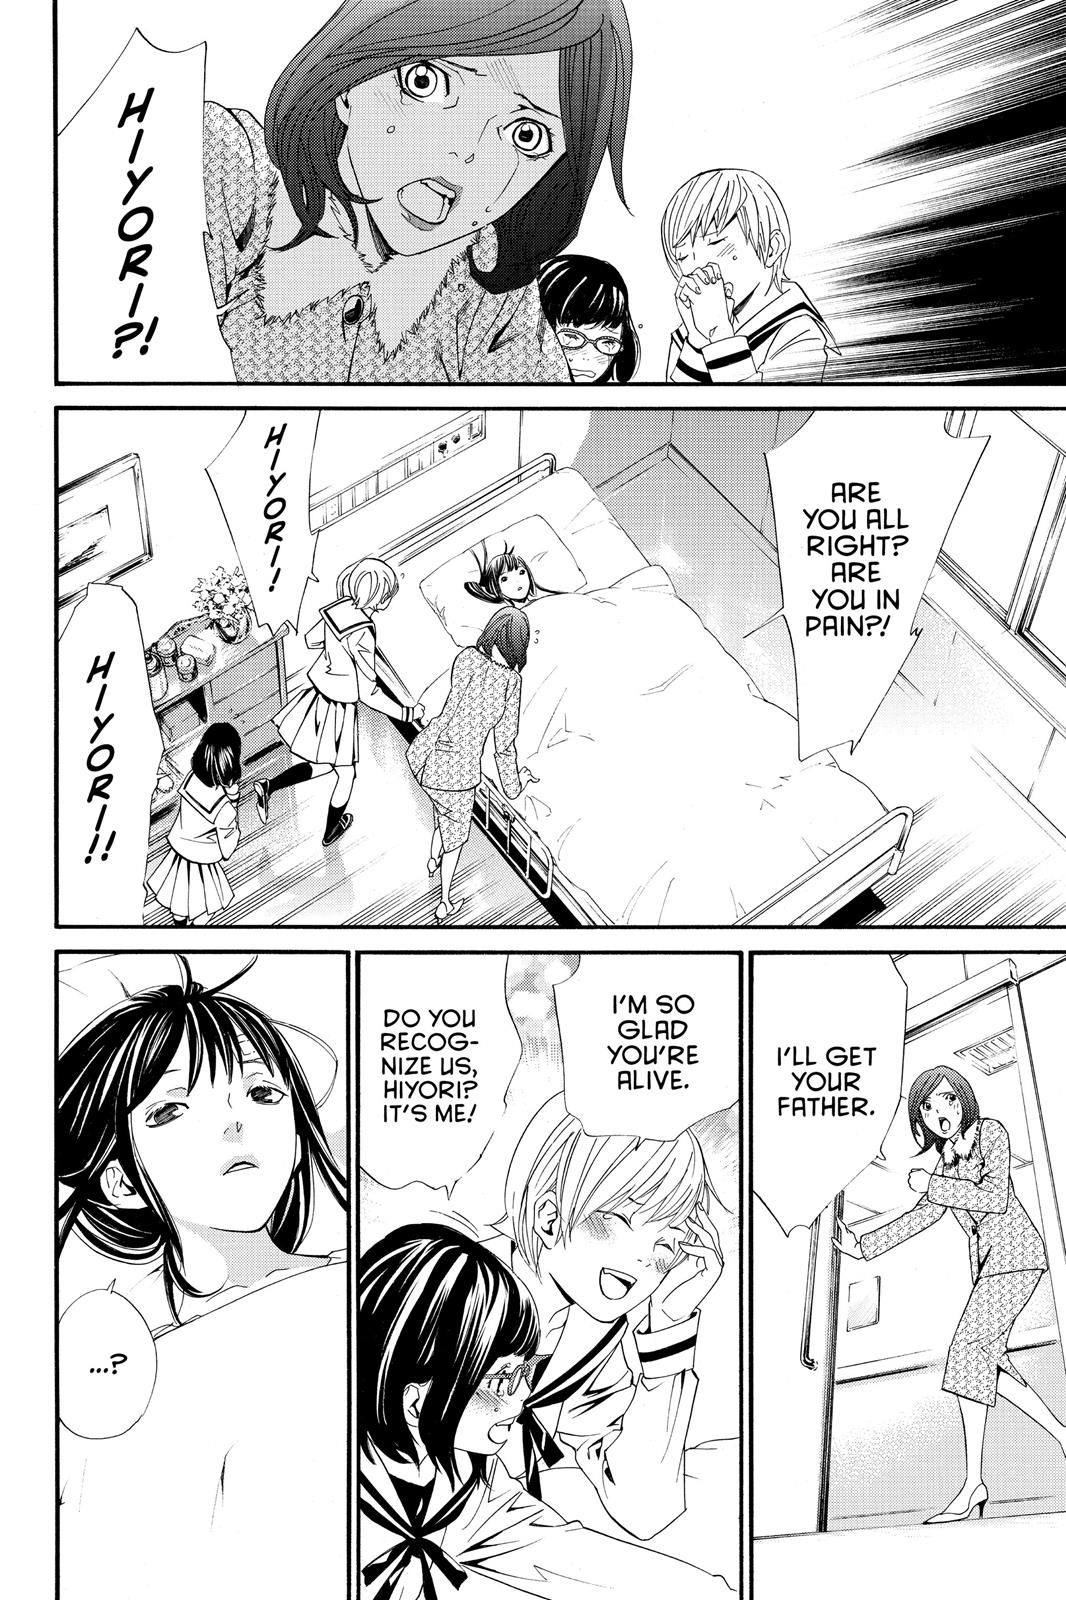 HIYORI?!
ARE
YOU ALL
RIGHT?
ARE
YOU IN
PAIN?!
HIYORI!
HIYORI!!
I'LL GET
YOUR
FATHER.
I'M SO
GLAD
YOU'RE
ALIVE.
DO YOU
RECOG-
NIZE US,
HIYORI?
IT'S ME!
...?